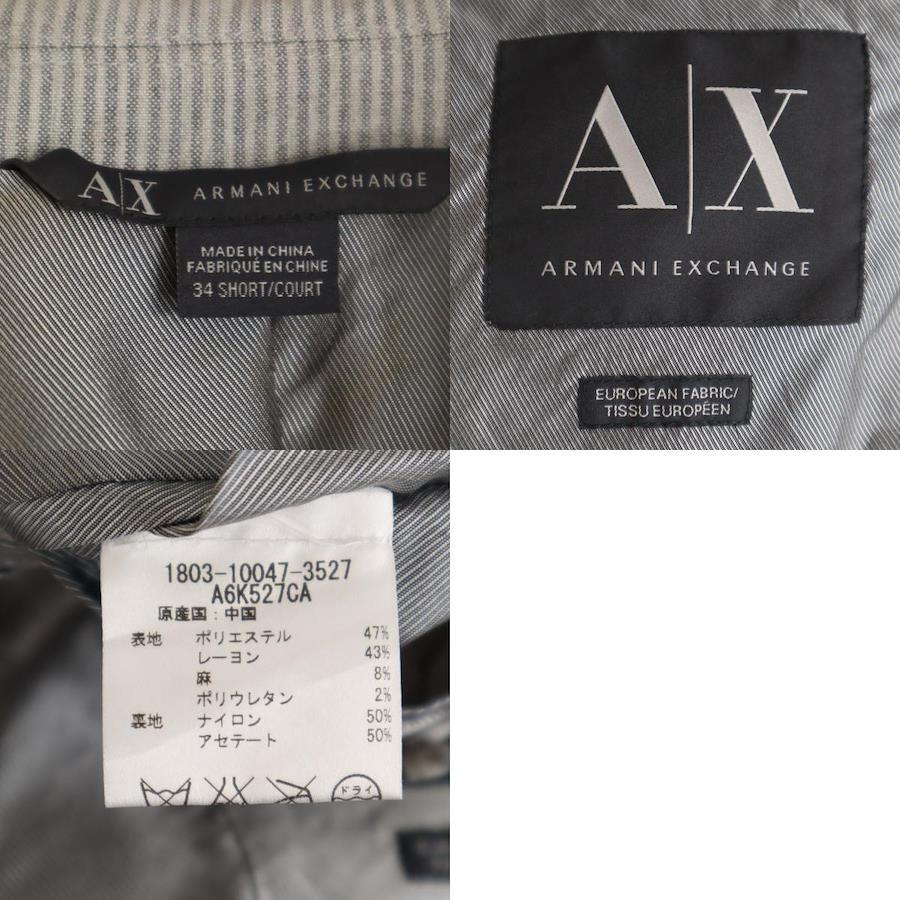 A|X ARMANI EXCHANGE
MADE IN CHINA
FABRIQUÉ EN CHINE
34 SHORT/COURT
A|X
ARMANI EXCHANGE
EUROPEAN FABRIC/
TISSU EUROPÉEN
1803-10047-3527
A6K527CA
原産国：中国
表地 ポリエステル 47%
レーヨン 43%
麻 8%
ポリウレタン 2%
裏地 ナイロン 50%
アセテート 50%
ドライ